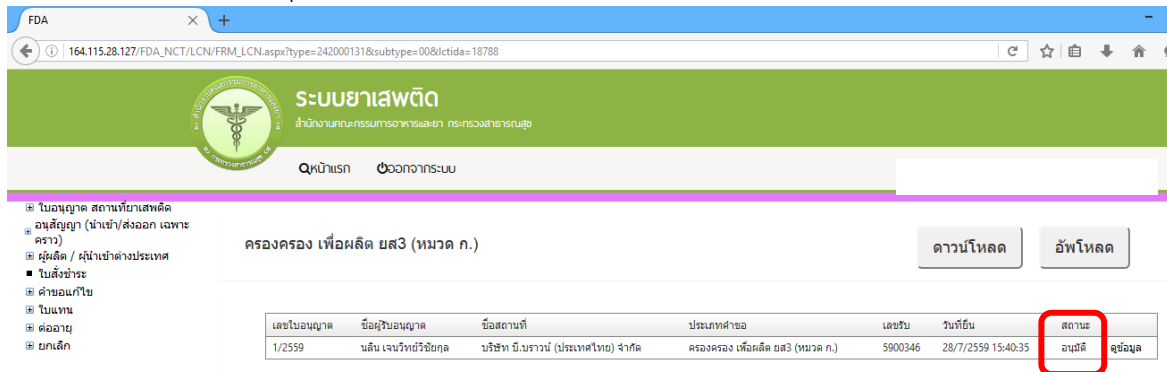 FDA
164.115.28.127/FDA_NCT/LCN/FRM_LCN.aspx?type=242000131&subtype=00&lctida=18788
ระบบยาเสพติด
สำนักงานคณะกรรมการอาหารและยา กระทรวงสาธารณสุข
หน้าแรก ออกจากระบบ
ใบอนุญาต สถานที่ยาเสพติด
อนุสัญญา (นำเข้า/ส่งออก เฉพาะ
คราว)
ผู้ผลิต / ผู้นำเข้าต่างประเทศ
ใบสั่งชำระ
คำขอแก้ไข
ใบแทน
ต่ออายุ
ยกเลิก
ครองครอง เพื่อผลิต ยส3 (หมวด ก.)
ดาวน์โหลด อัพโหลด
เลขใบอนุญาต ชื่อผู้รับอนุญาต ชื่อสถานที่ ประเภทคำขอ เลขรับ วันที่ยื่น สถานะ
1/2559 นลิน เจนวิทย์วิชัยกุล บริษัท บี.บราวน์ (ประเทศไทย) จำกัด ครองครอง เพื่อผลิต ยส3 (หมวด ก.) 5900346 28/7/2559 15:40:35 อนุมัติ ดูข้อมูล